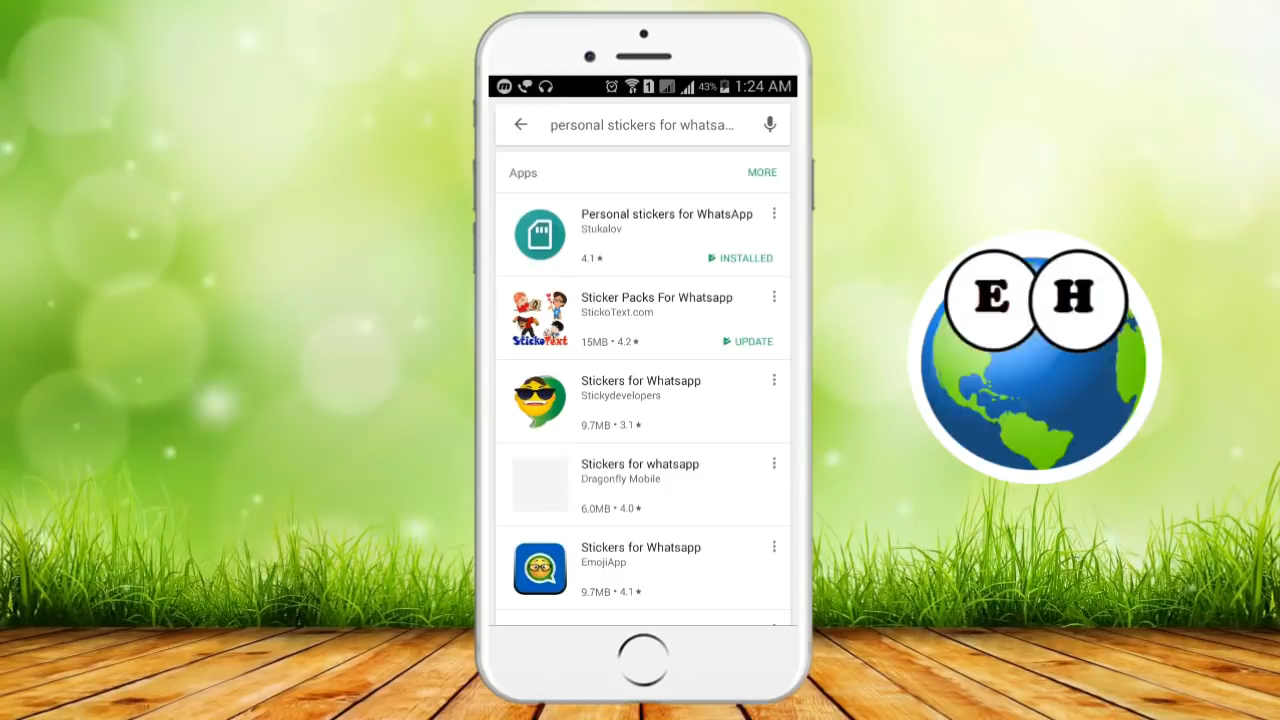 43% 1:24 AM
personal stickers for whatsa...
Apps MORE
Personal stickers for WhatsApp
Stukalov
4.1★ INSTALLED
Sticker Packs For Whatsapp
StickoText.com
StickoText
15MB • 4.2★ UPDATE
Stickers for Whatsapp
Stickydevelopers
9.7MB • 3.1★
Stickers for whatsapp
Dragonfly Mobile
6.0MB • 4.0★
Stickers for Whatsapp
EmojiApp
9.7MB • 4.1★
E H